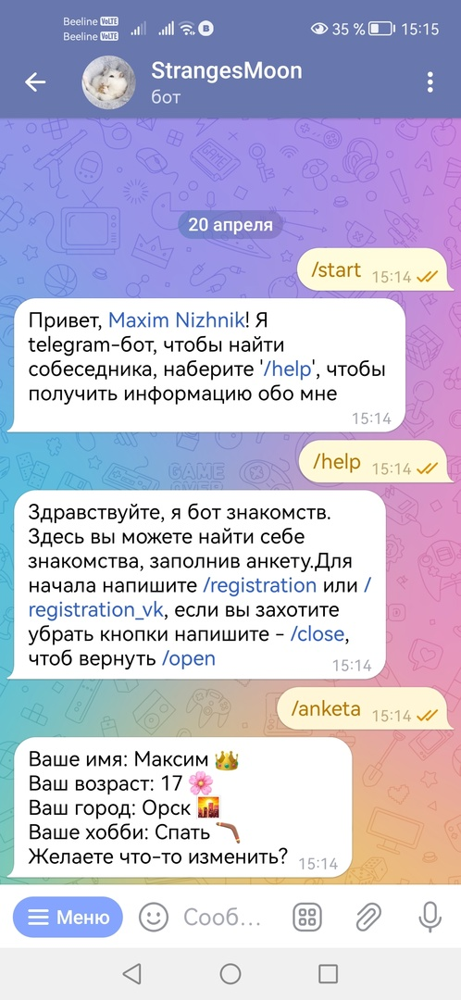 Beeline VoLTE
Beeline VoLTE
B
35 %
15:15
StrangesMoon
бот
20 апреля
/start 15:14
Привет, Maxim Nizhnik! Я
telegram-бот, чтобы найти
собеседника, наберите '/help', чтобы
получить информацию обо мне
15:14
/help 15:14
GAME
OVER
Здравствуйте, я бот знакомств.
Здесь вы можете найти себе
знакомства, заполнив анкету.Для
начала напишите /registration или /
registration_vk, если вы захотите
убрать кнопки напишите - /close,
чтоб вернуть /open
15:14
/anketa 15:14
Ваше имя: Максим 👑
Ваш возраст: 17 🌸
Ваш город: Орск 🌇
Ваше хобби: Спать 🪃
Желаете что-то изменить?
15:14
Меню
Сооб...